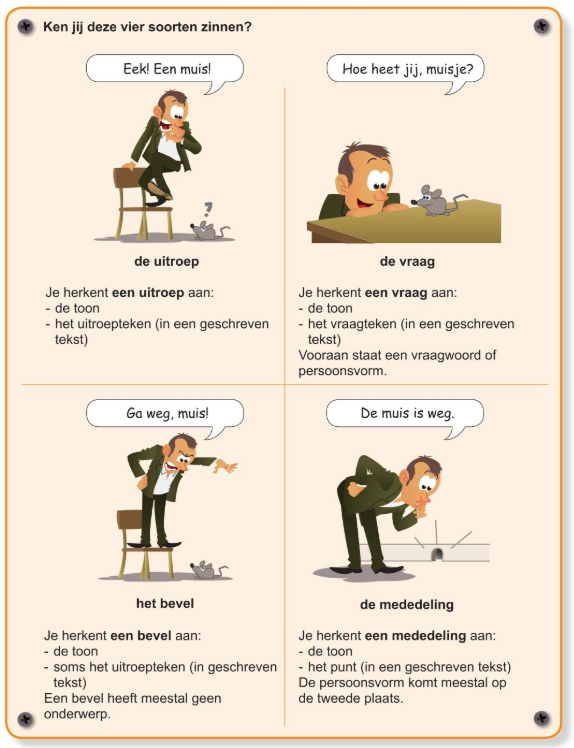 Ken jij deze vier soorten zinnen?
Eek! Een muis!
?
de uitroep
Je herkent een uitroep aan:
- de toon
- het uitroepteken (in een geschreven
tekst)
Hoe heet jij, muisje?
de vraag
Je herkent een vraag aan:
- de toon
- het vraagteken (in een geschreven
tekst)
Vooraan staat een vraagwoord of
persoonsvorm.
Ga weg, muis!
het bevel
Je herkent een bevel aan:
- de toon
- soms het uitroepteken (in geschreven
tekst)
Een bevel heeft meestal geen
onderwerp.
De muis is weg.
de mededeling
Je herkent een mededeling aan:
- de toon
- het punt (in een geschreven tekst)
De persoonsvorm komt meestal op
de tweede plaats.